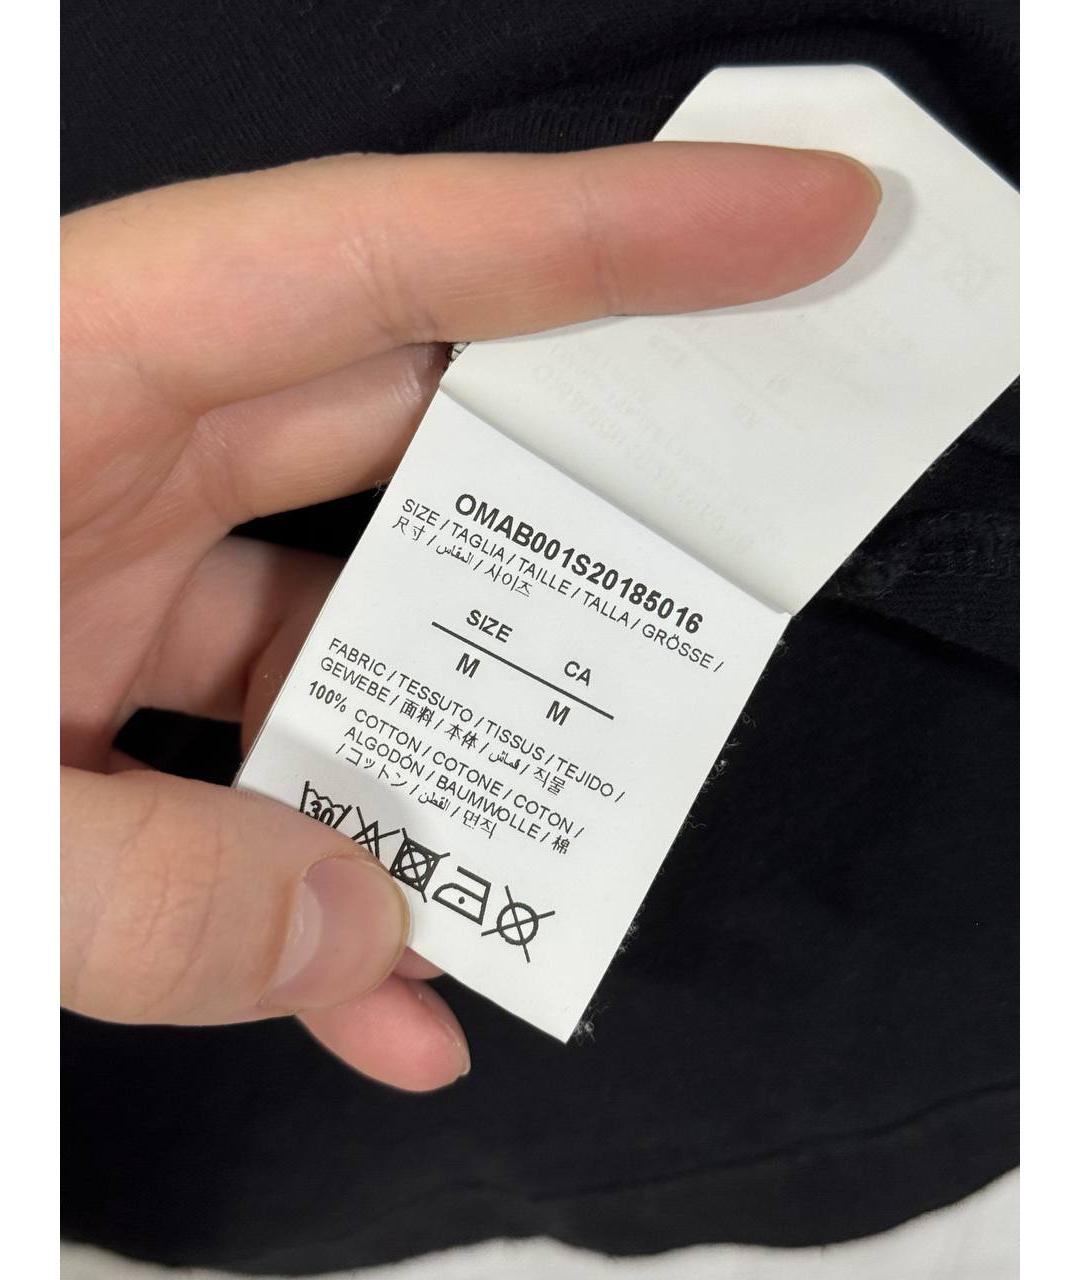 OMAB001S20185016
SIZE / TAGLIA / TAILLE / TALLA / GRÖSSE /
尺寸 / المقاس / 사이즈
SIZE CA
M M
FABRIC / TESSUTO / TISSUS / TEJIDO /
GEWEBE / 面料 / 本体 / قماش / 직물
100% COTTON / COTONE / COTON /
ALGODÓN / BAUMWOLLE / 棉
/ コットン / القطن / 면직
30